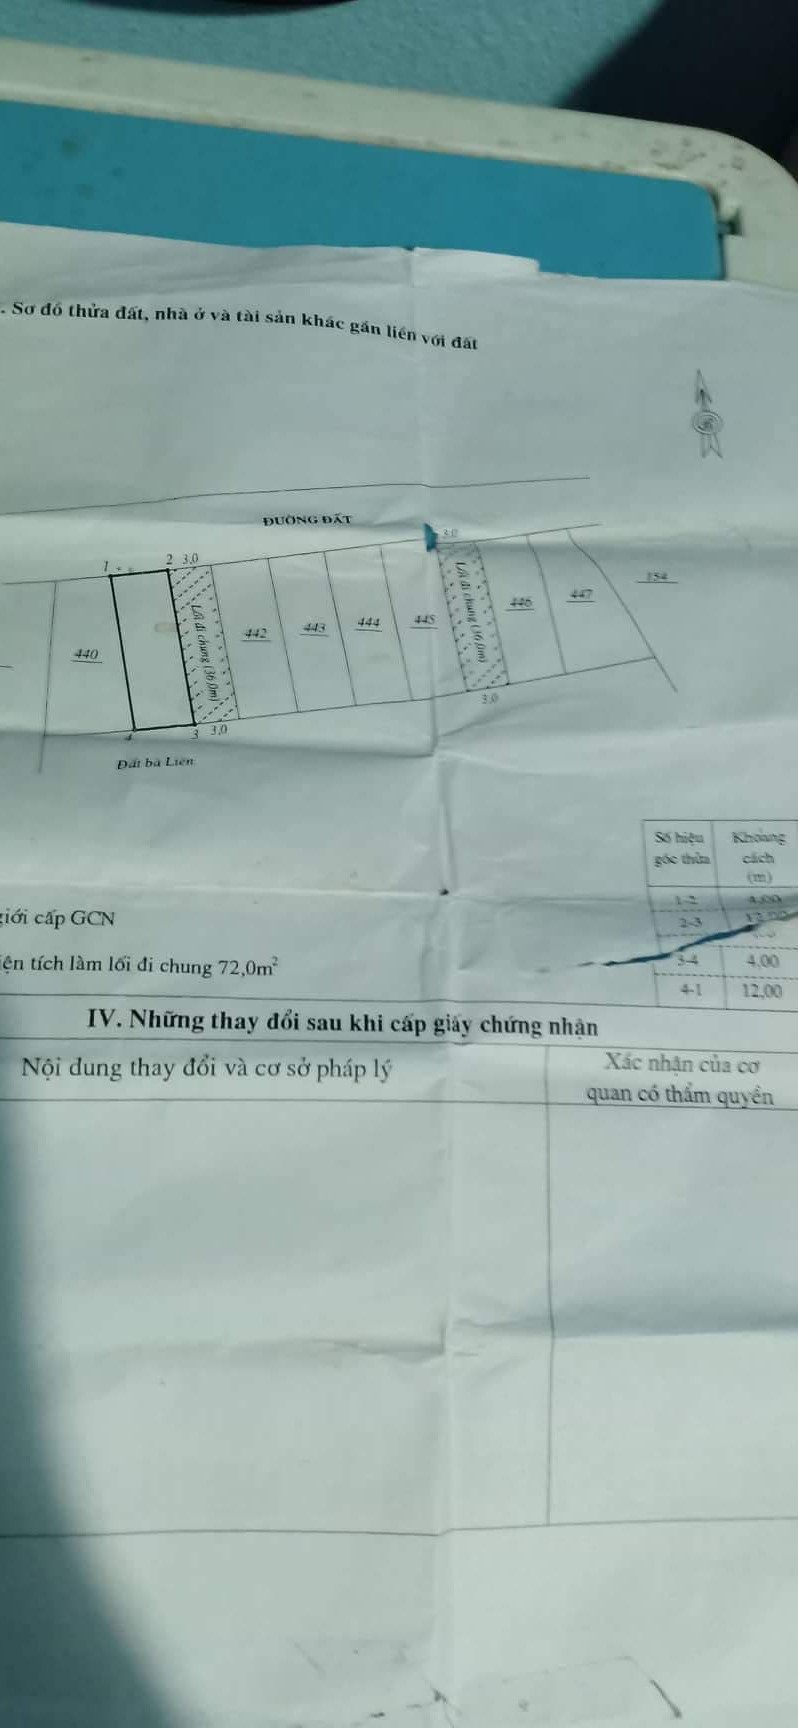 . Sơ đồ thửa đất, nhà ở và tài sản khác gắn liền với đất
B
ĐƯỜNG ĐẤT
1
2 3,0
3,0
440
Lối đi chung (36,0m)
442
443
444
445
Lối đi chung (36,0m)
446
447
354
4
3 3,0
3,0
Đất bà Liên
Số hiệu góc thửa
Khoảng cách (m)
1-2 4,00
2-3 12,00
3-4 4,00
4-1 12,00
giới cấp GCN
iện tích làm lối đi chung 72,0m²
IV. Những thay đổi sau khi cấp giấy chứng nhận
Nội dung thay đổi và cơ sở pháp lý
Xác nhận của cơ
quan có thẩm quyền